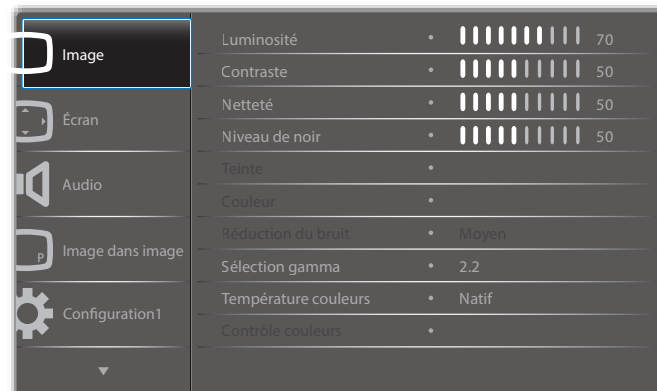 Image
Écran
Audio
P
Image dans image
Configuration1
Luminosité • 70
Contraste • 50
Netteté • 50
Niveau de noir • 50
Teinte •
Couleur •
Réduction du bruit • Moyen
Sélection gamma • 2.2
Température couleurs • Natif
Contrôle couleurs •